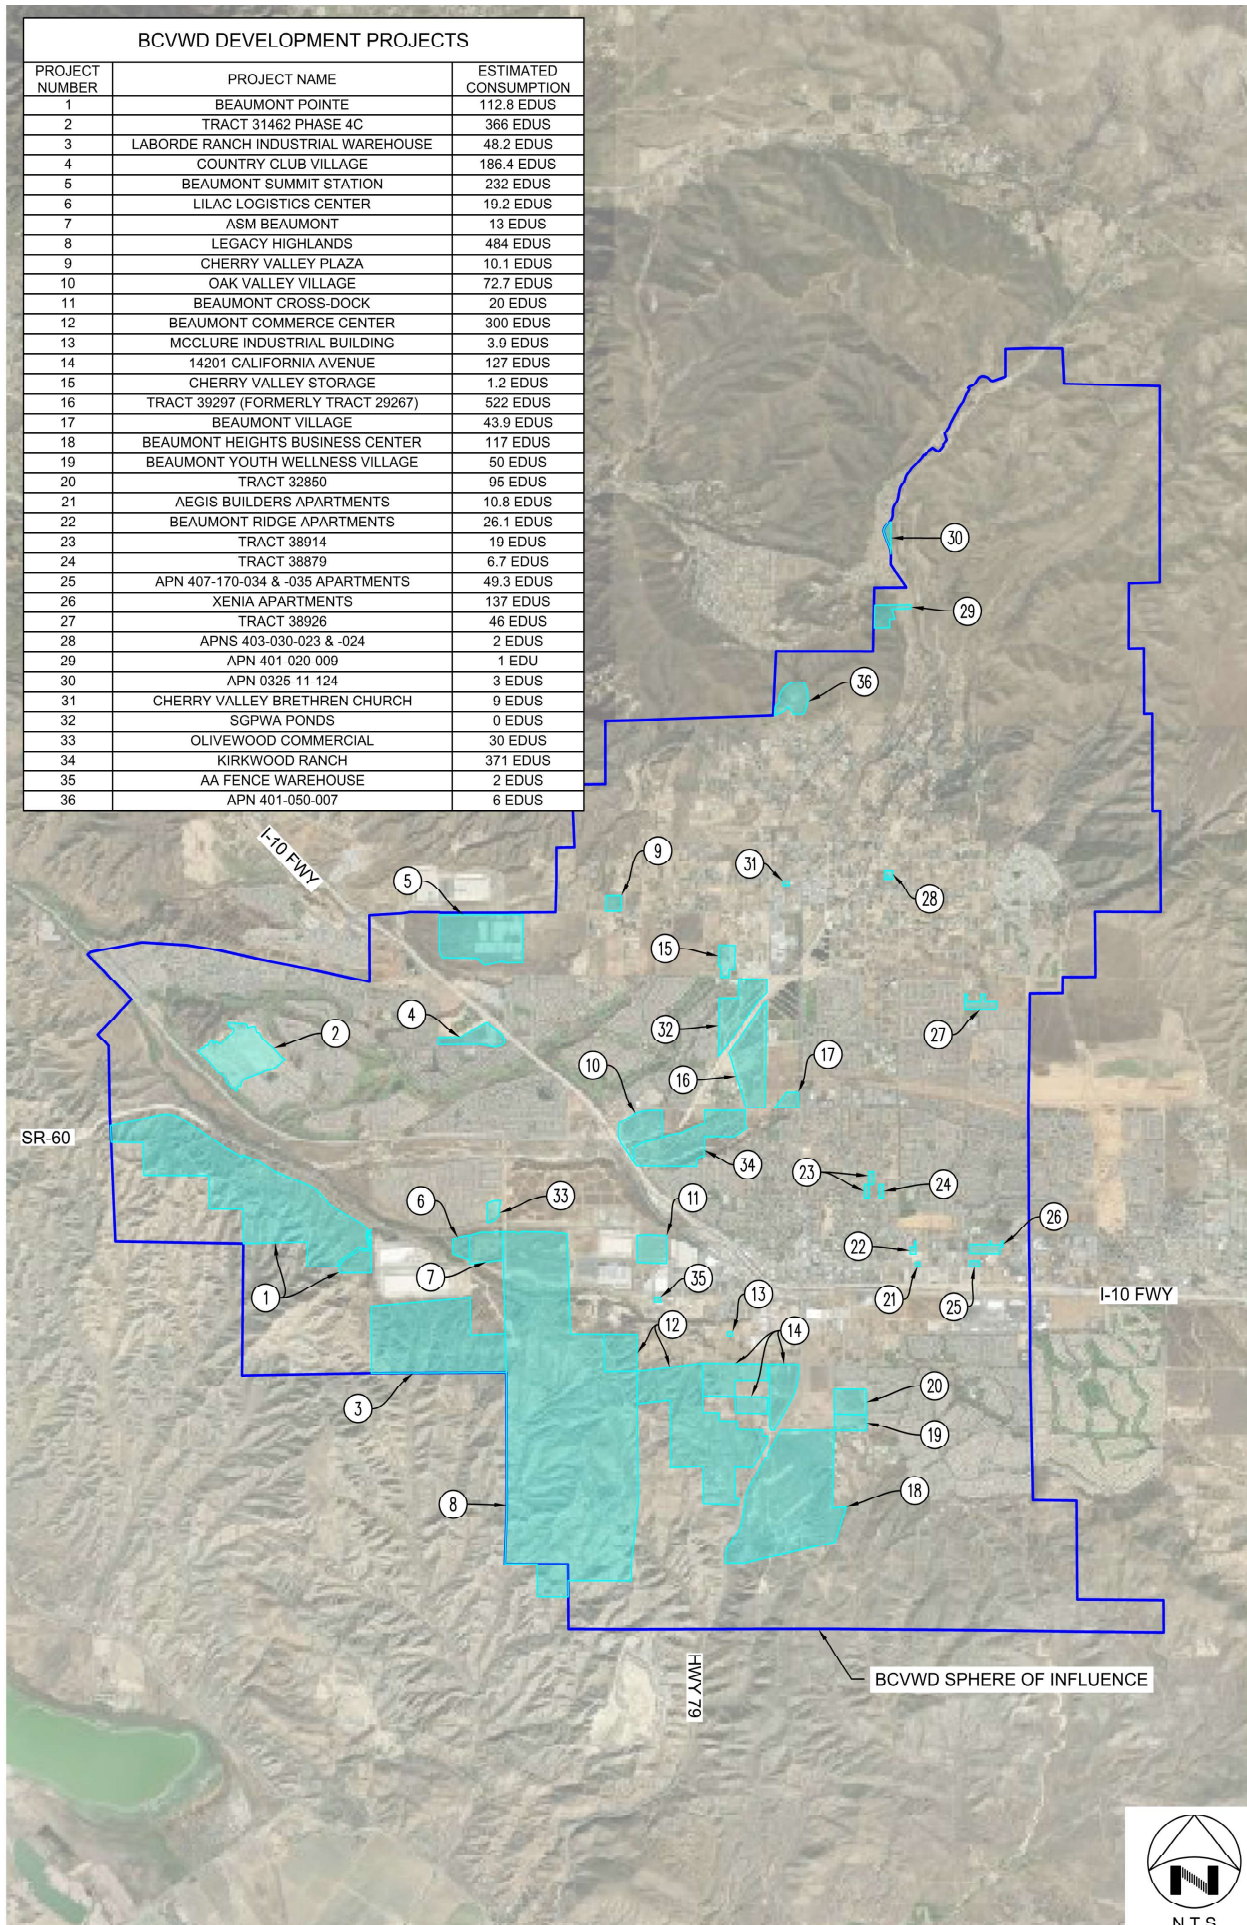 BCVWD DEVELOPMENT PROJECTS
PROJECT NUMBER PROJECT NAME ESTIMATED CONSUMPTION
1 BEAUMONT POINTE 112.8 EDUS
2 TRACT 31462 PHASE 4C 366 EDUS
3 LABORDE RANCH INDUSTRIAL WAREHOUSE 48.2 EDUS
4 COUNTRY CLUB VILLAGE 186.4 EDUS
5 BEAUMONT SUMMIT STATION 232 EDUS
6 LILAC LOGISTICS CENTER 19.2 EDUS
7 ASM BEAUMONT 13 EDUS
8 LEGACY HIGHLANDS 484 EDUS
9 CHERRY VALLEY PLAZA 10.1 EDUS
10 OAK VALLEY VILLAGE 72.7 EDUS
11 BEAUMONT CROSS-DOCK 20 EDUS
12 BEAUMONT COMMERCE CENTER 300 EDUS
13 MCCLURE INDUSTRIAL BUILDING 3.9 EDUS
14 14201 CALIFORNIA AVENUE 127 EDUS
15 CHERRY VALLEY STORAGE 1.2 EDUS
16 TRACT 39297 (FORMERLY TRACT 29267) 522 EDUS
17 BEAUMONT VILLAGE 43.9 EDUS
18 BEAUMONT HEIGHTS BUSINESS CENTER 117 EDUS
19 BEAUMONT YOUTH WELLNESS VILLAGE 50 EDUS
20 TRACT 32850 95 EDUS
21 AEGIS BUILDERS APARTMENTS 10.8 EDUS
22 BEAUMONT RIDGE APARTMENTS 26.1 EDUS
23 TRACT 38914 19 EDUS
24 TRACT 38879 6.7 EDUS
25 APN 407-170-034 & -035 APARTMENTS 49.3 EDUS
26 XENIA APARTMENTS 137 EDUS
27 TRACT 38926 46 EDUS
28 APNS 403-030-023 & -024 2 EDUS
29 APN 401 020 009 1 EDU
30 APN 0325 11 124 3 EDUS
31 CHERRY VALLEY BRETHREN CHURCH 9 EDUS
32 SGPWA PONDS 0 EDUS
33 OLIVEWOOD COMMERCIAL 30 EDUS
34 KIRKWOOD RANCH 371 EDUS
35 AA FENCE WAREHOUSE 2 EDUS
36 APN 401-050-007 6 EDUS
30
29
36
I-10 FWY
9
31
5
28
15
4
32
2
27
17
10
16
SR-60
34
23
24
6
33
11
26
22
7
35
1
21
25
I-10 FWY
13
12
14
20
3
19
8
18
HWY 79
BCVWD SPHERE OF INFLUENCE
N
N.T.S